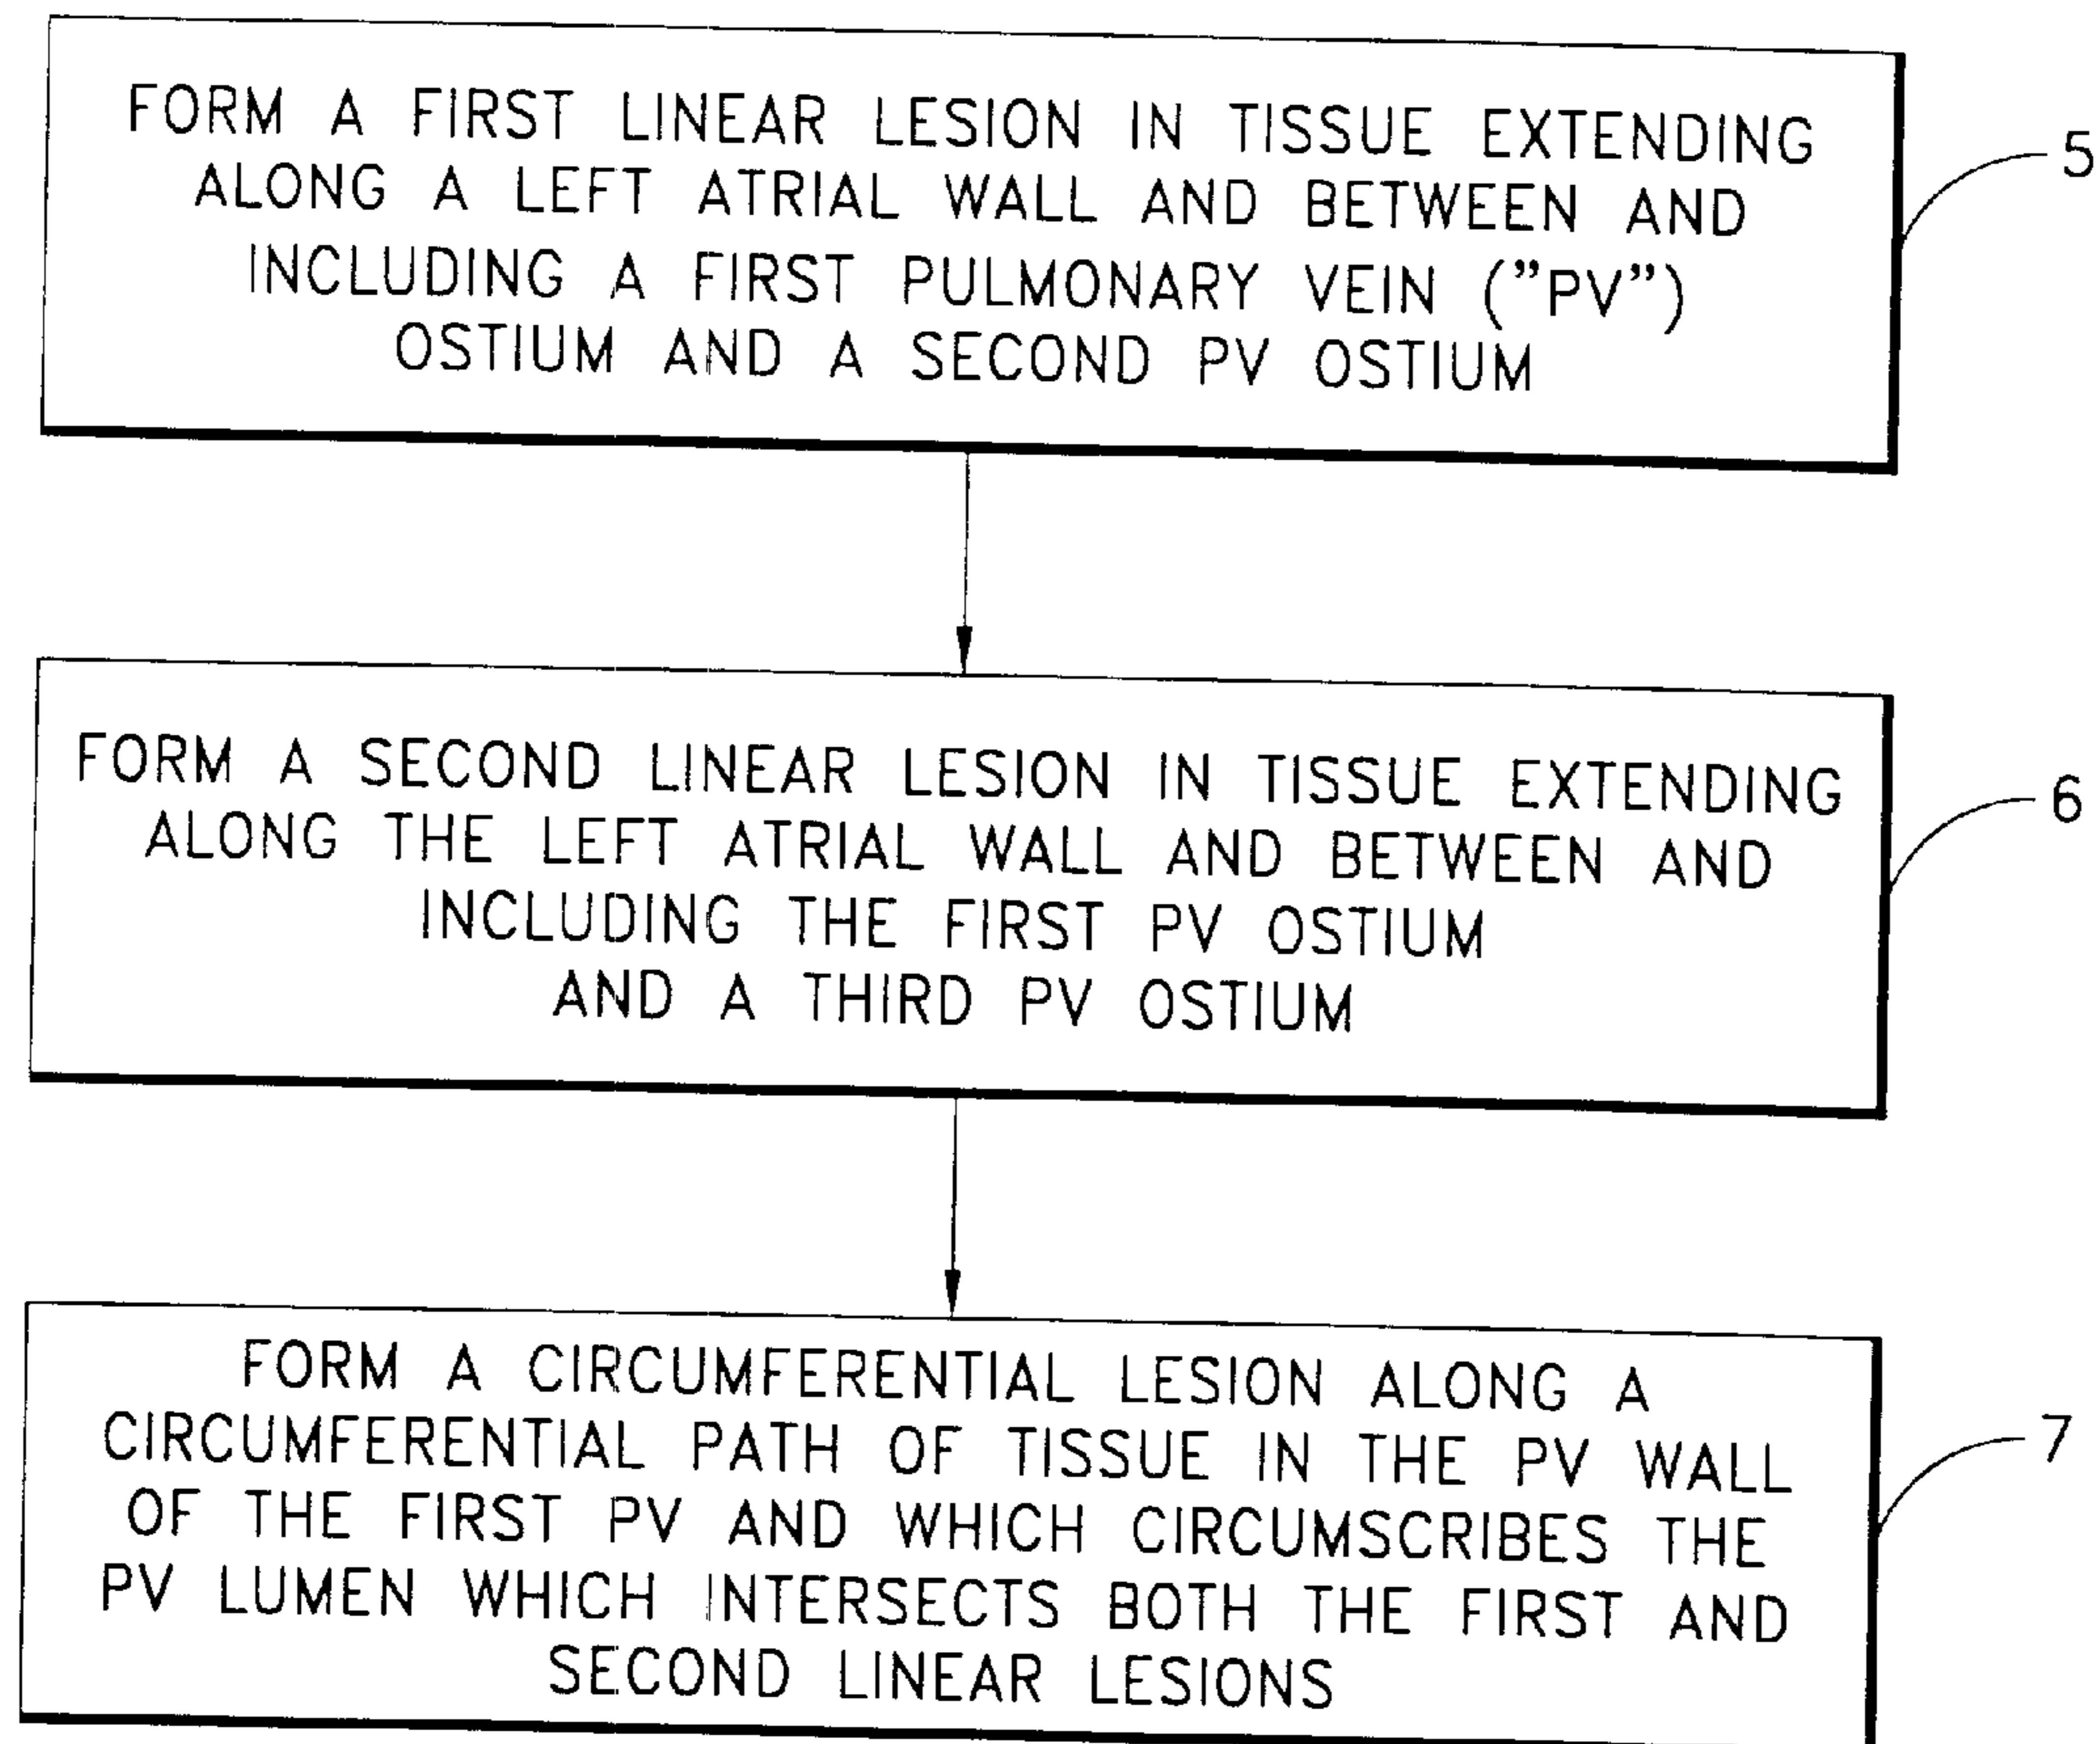 FORM A FIRST LINEAR LESION IN TISSUE EXTENDING
ALONG A LEFT ATRIAL WALL AND BETWEEN AND
INCLUDING A FIRST PULMONARY VEIN (”PV”)
OSTIUM AND A SECOND PV OSTIUM
5
FORM A SECOND LINEAR LESION IN TISSUE EXTENDING
ALONG THE LEFT ATRIAL WALL AND BETWEEN AND
INCLUDING THE FIRST PV OSTIUM
AND A THIRD PV OSTIUM
6
FORM A CIRCUMFERENTIAL LESION ALONG A
CIRCUMFERENTIAL PATH OF TISSUE IN THE PV WALL
OF THE FIRST PV AND WHICH CIRCUMSCRIBES THE
PV LUMEN WHICH INTERSECTS BOTH THE FIRST AND
SECOND LINEAR LESIONS
7